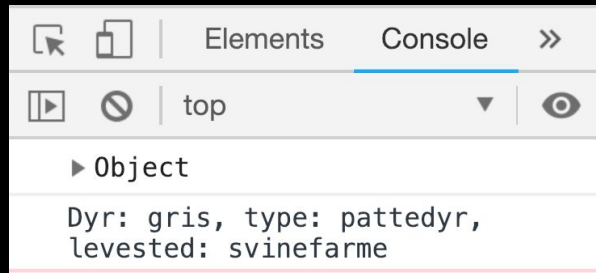 Elements Console »
top
Object
Dyr: gris, type: pattedyr,
levested: svinefarme